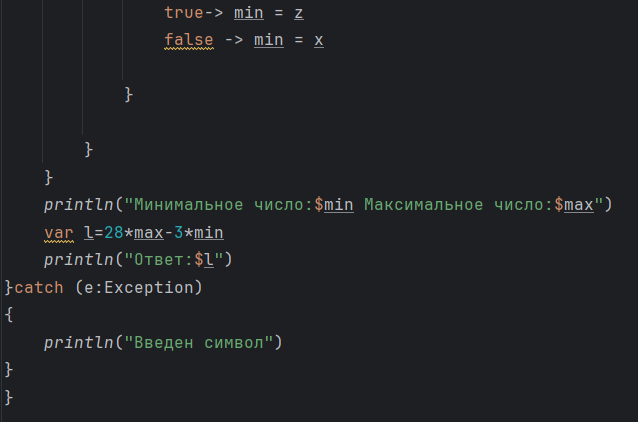 true-> min = z
false -> min = x
}
}
}
println("Минимальное число:$min Максимальное число:$max")
var l=28*max-3*min
println("Ответ:$l")
}catch (e:Exception)
{
println("Введен символ")
}
}